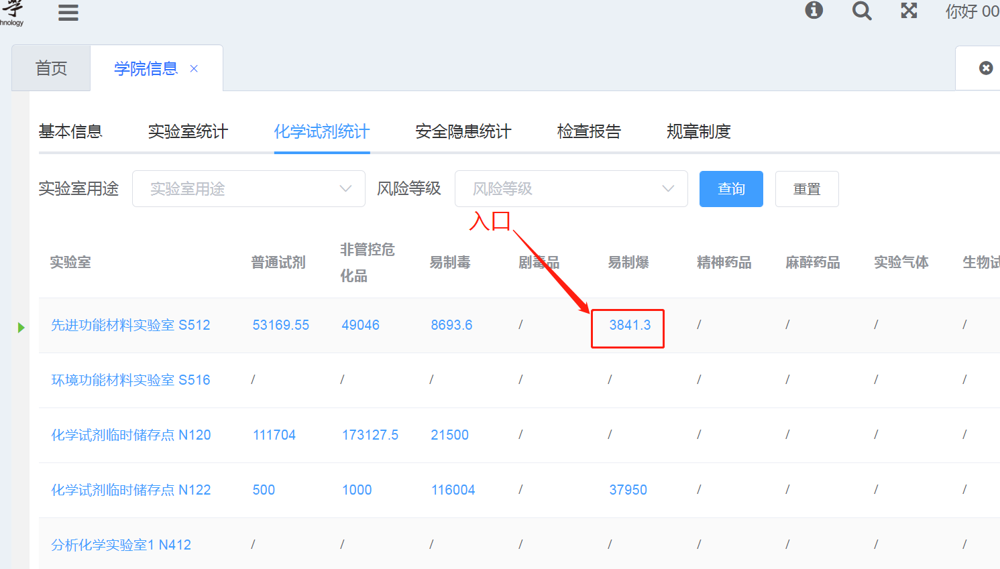 学
hnology
你好 00
首页
学院信息 ×
基本信息 实验室统计 化学试剂统计 安全隐患统计 检查报告 规章制度
实验室用途 实验室用途 风险等级 风险等级 查询 重置
入口
实验室 普通试剂 非管控危化品 易制毒 剧毒品 易制爆 精神药品 麻醉药品 实验气体 生物试
先进功能材料实验室 S512 53169.55 49046 8693.6 / 3841.3 / / / /
环境功能材料实验室 S516 / / / / / / / / /
化学试剂临时储存点 N120 111704 173127.5 21500 / / / / / /
化学试剂临时储存点 N122 500 1000 116004 / 37950 / / / /
分析化学实验室1 N412 / / / / / / / / /